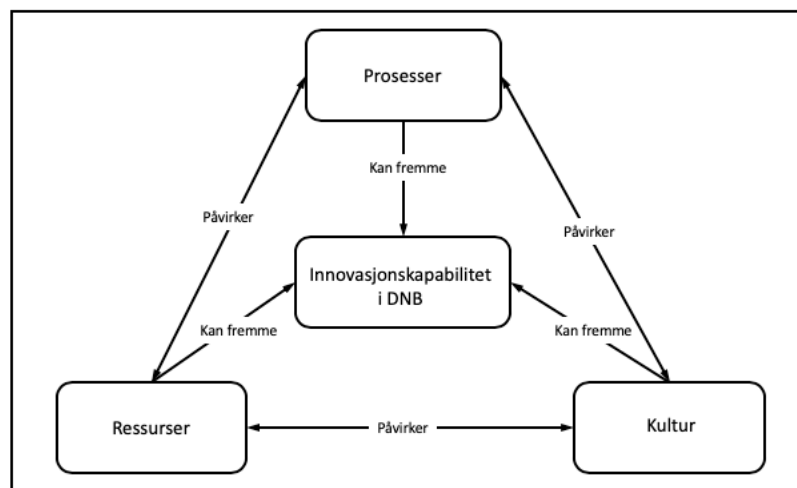 Prosesser
Kan fremme
Påvirker
Påvirker
Innovasjonskapabilitet
i DNB
Kan fremme
Kan fremme
Ressurser
Påvirker
Kultur